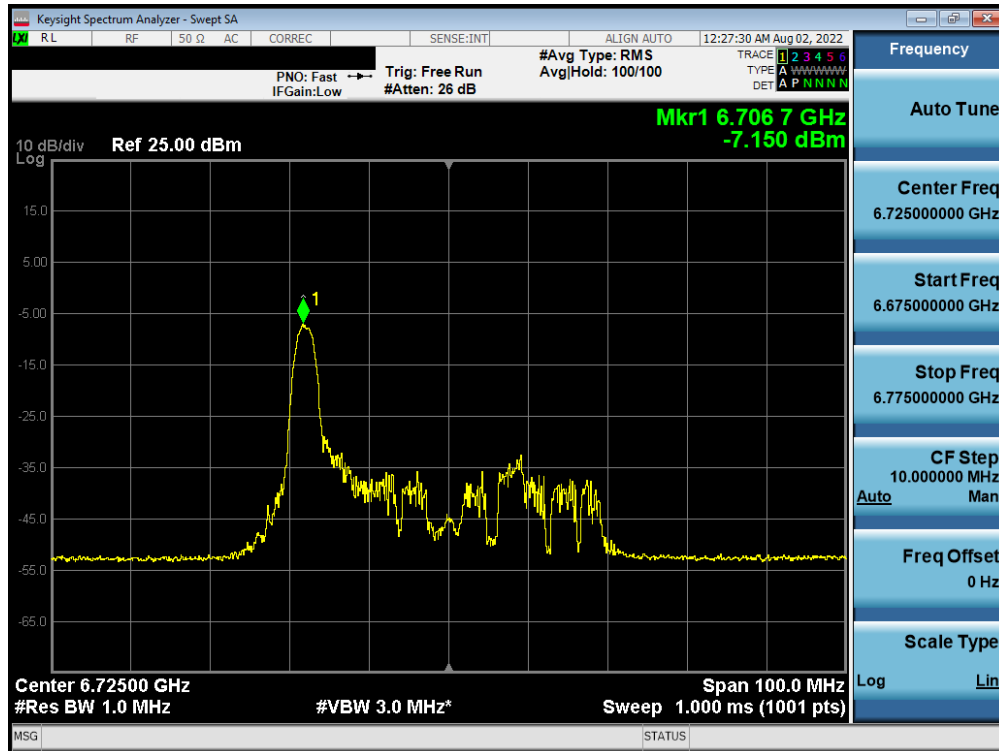 Keysight Spectrum Analyzer - Swept SA
LXI RL RF 50 Ω AC CORREC SENSE:INT ALIGN AUTO 12:27:30 AM Aug 02, 2022
Frequency
PNO: Fast
IFGain:Low
Trig: Free Run
#Atten: 26 dB
#Avg Type: RMS
Avg|Hold: 100/100
TRACE 1 2 3 4 5 6
TYPE A WWWWW
DET A P N N N N
Auto Tune
Mkr1 6.706 7 GHz
-7.150 dBm
10 dB/div Ref 25.00 dBm
Log
15.0
5.00
-5.00
-15.0
-25.0
-35.0
-45.0
-55.0
-65.0
1
Center Freq
6.725000000 GHz
Start Freq
6.675000000 GHz
Stop Freq
6.775000000 GHz
CF Step
10.000000 MHz
Auto Man
Freq Offset
0 Hz
Scale Type
Log Lin
Center 6.72500 GHz Span 100.0 MHz
#Res BW 1.0 MHz #VBW 3.0 MHz* Sweep 1.000 ms (1001 pts)
MSG STATUS